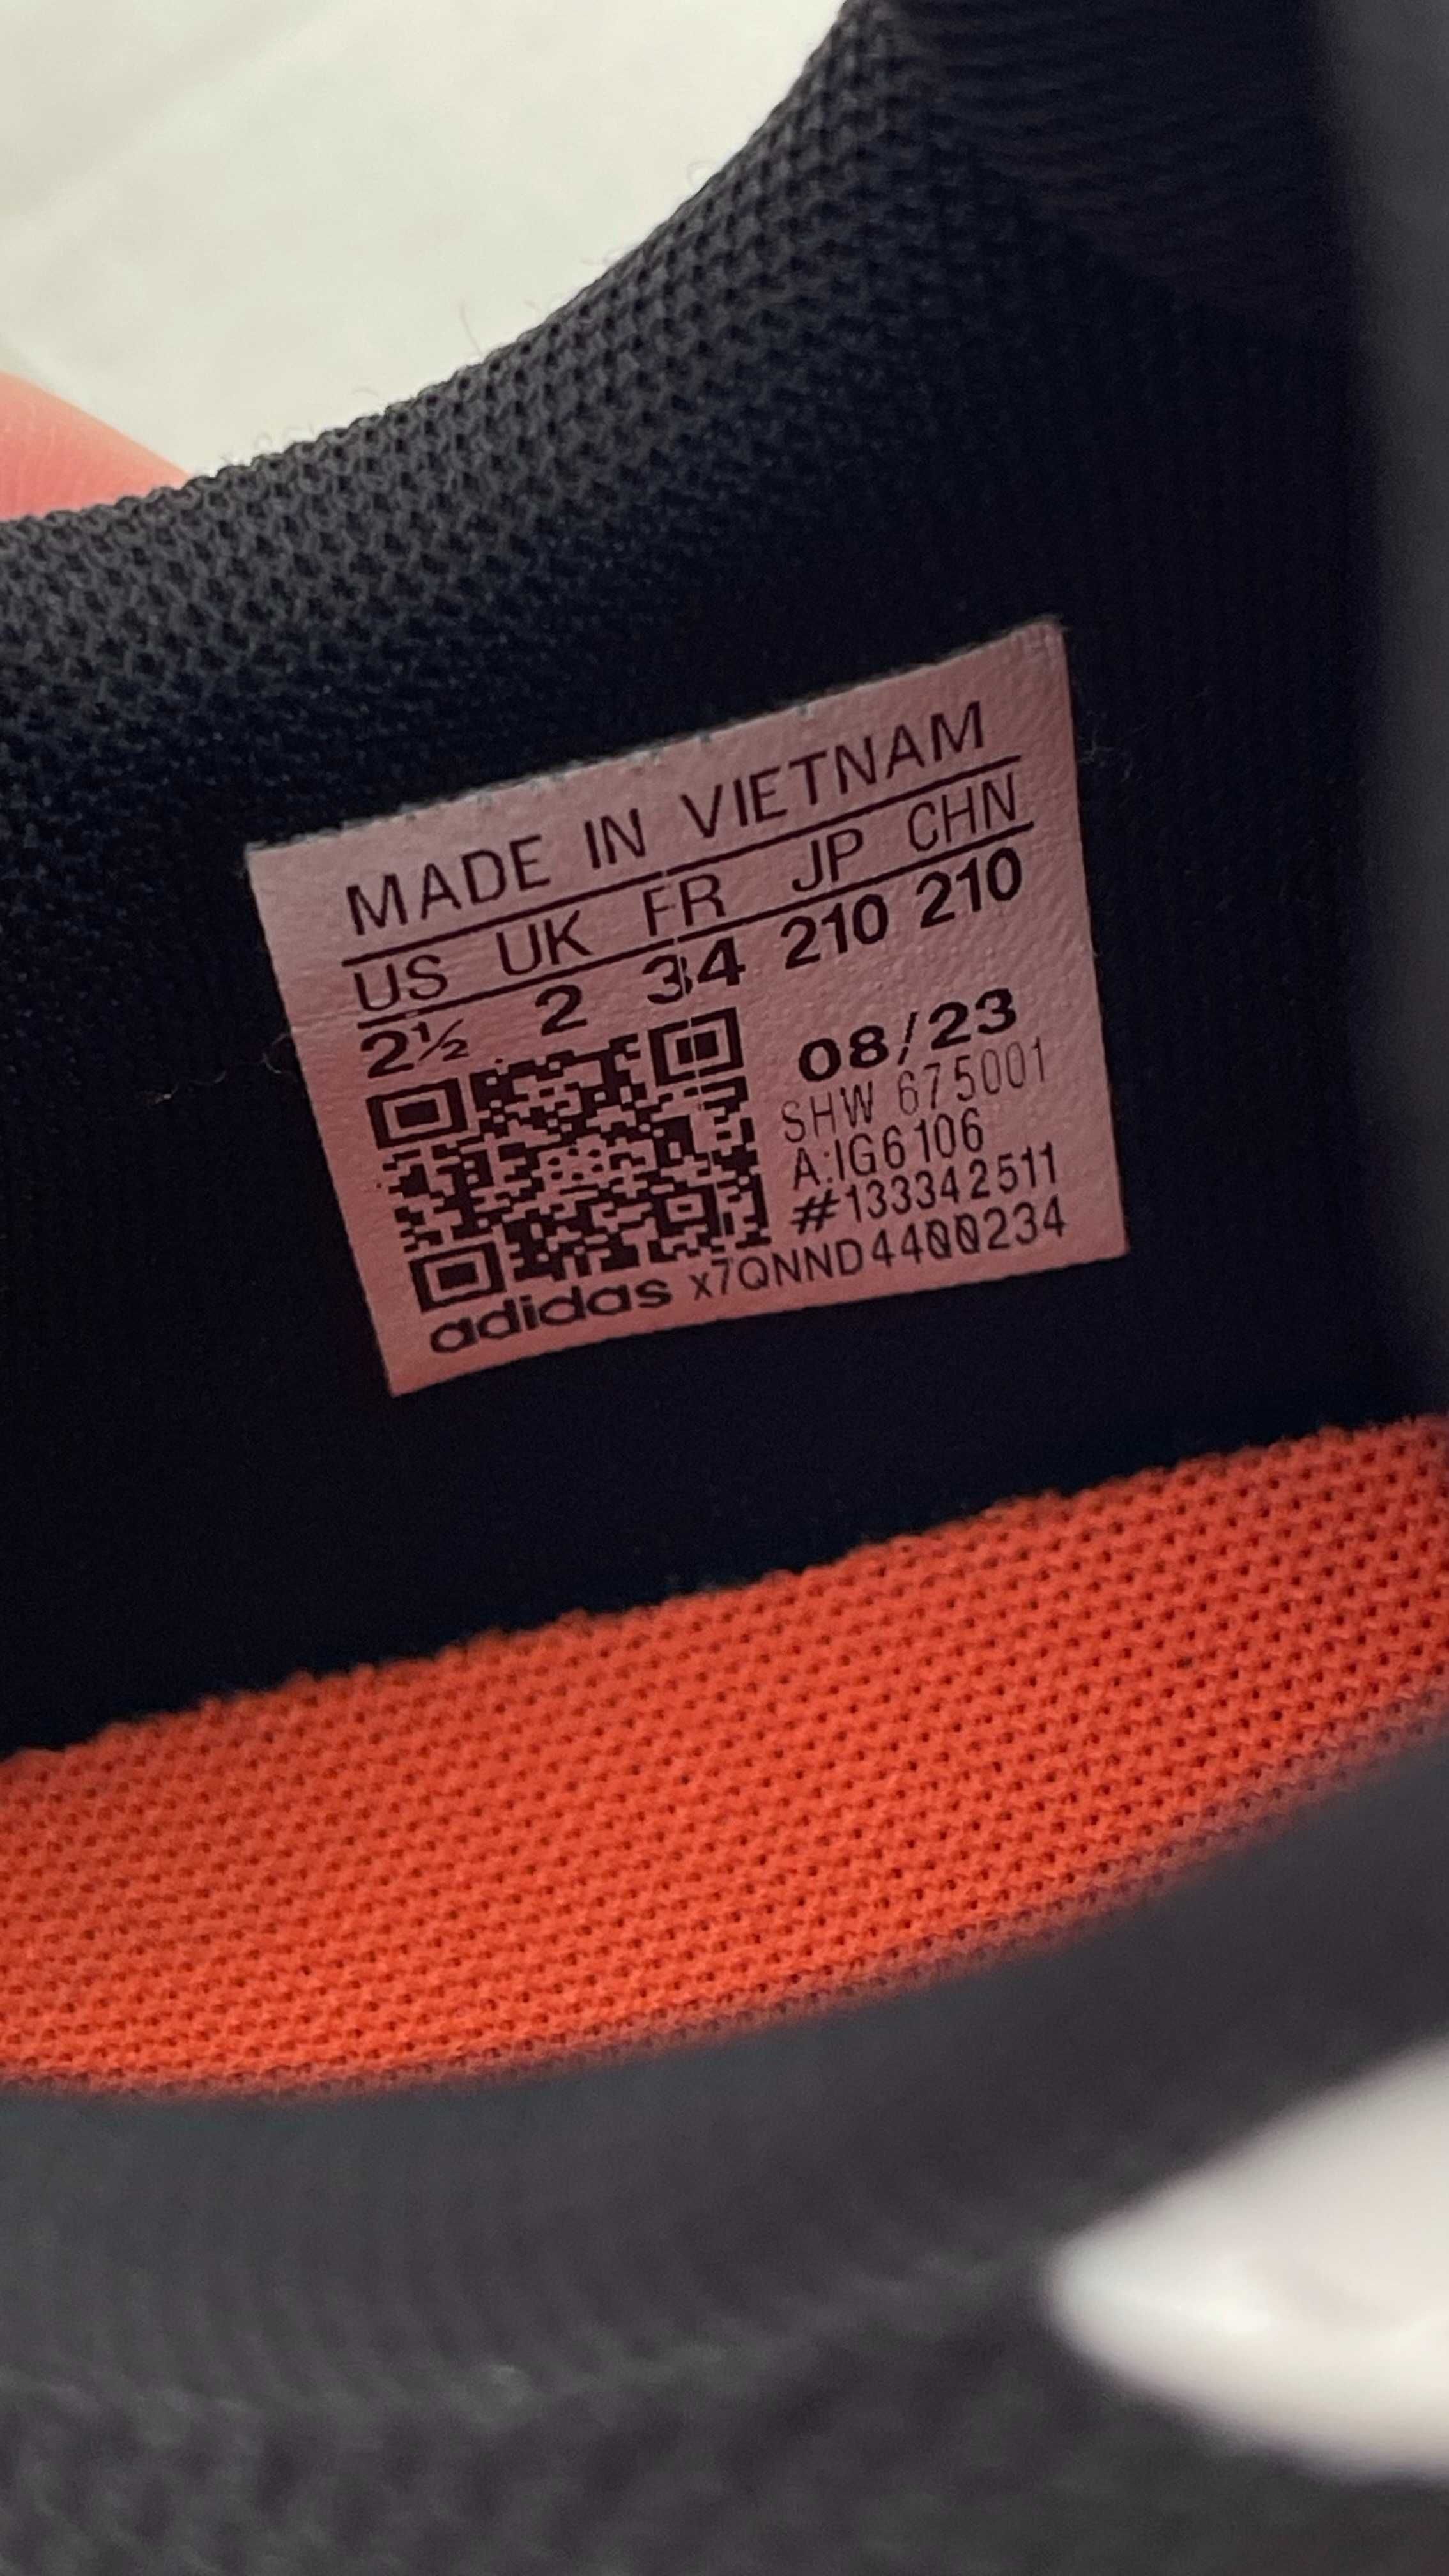 MADE IN VIETNAM
US UK FR JP CHN
2½ 2 34 210 210
08/23
SHW 675001
A:IG6106
#133342511
adidas x7QNND4400234